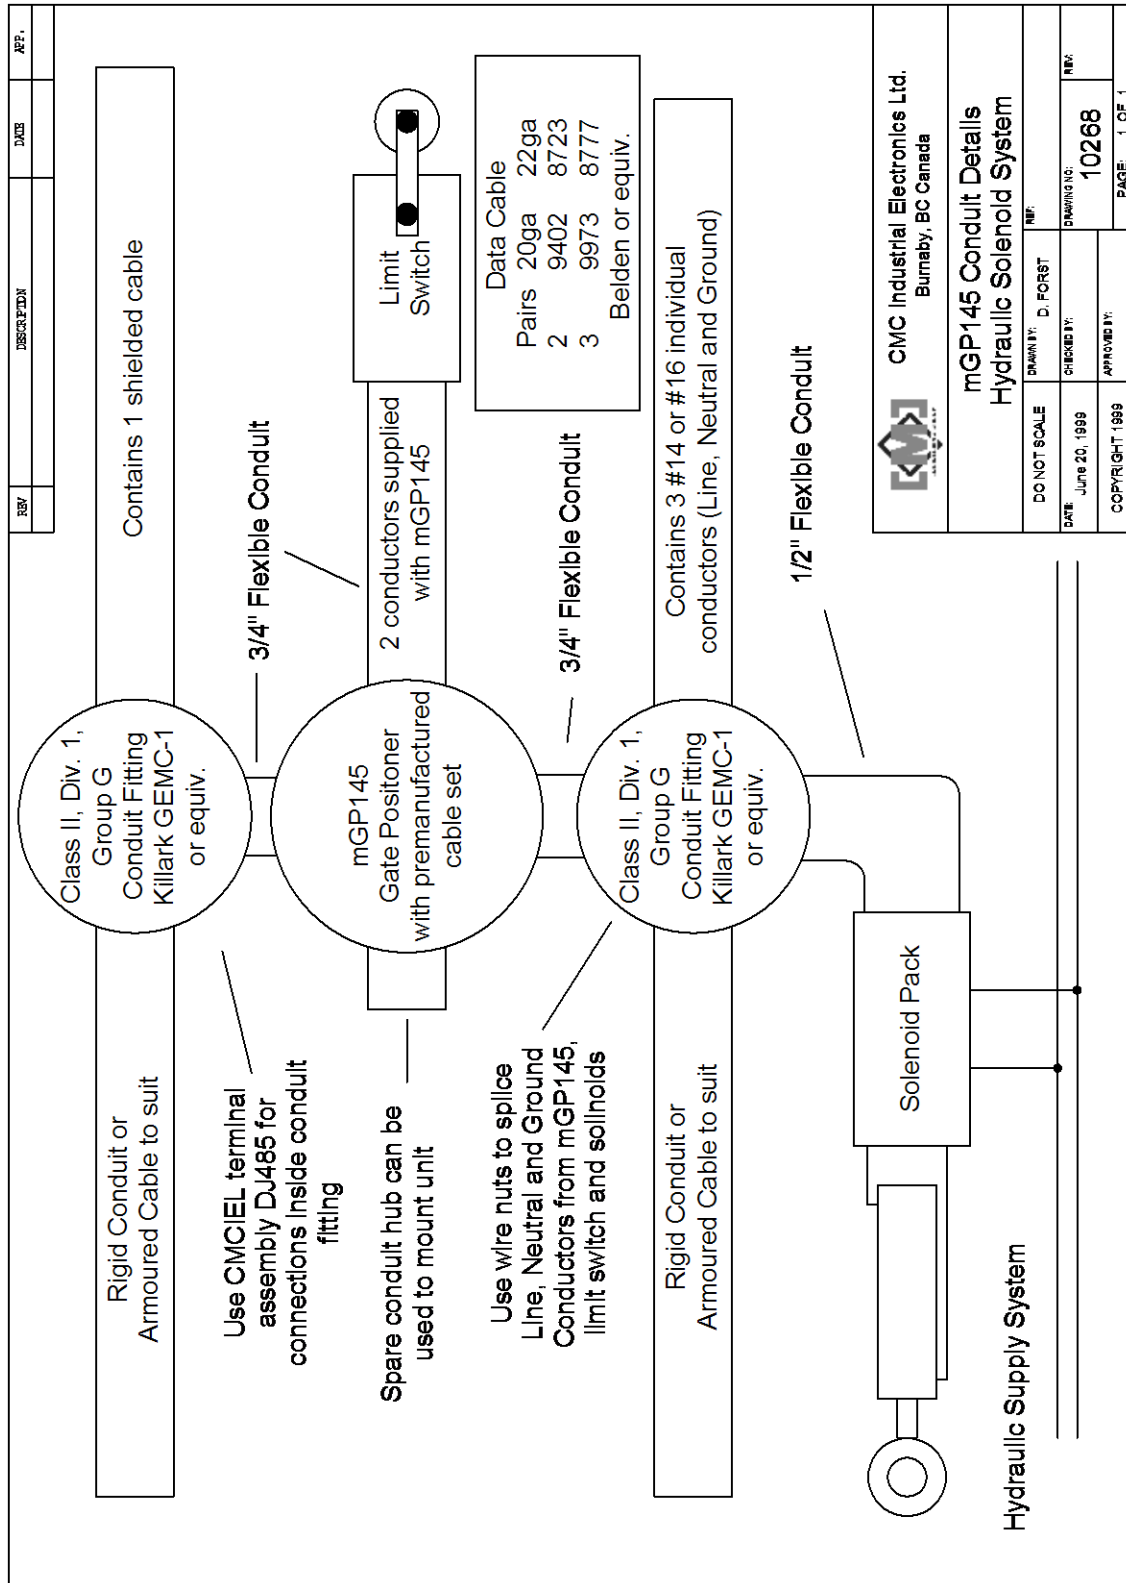 REV DESCRIPTION DATE APP.
Contains 1 shielded cable
Class II, Div. 1,
Group G
Conduit Fitting
Killark GEMC-1
or equiv.
Rigid Conduit or
Armoured Cable to suit
3/4" Flexible Conduit
Use CMCIEL terminal
assembly DJ485 for
connections inside conduit
fitting
Limit
Switch
2 conductors supplied
with mGP145
mGP145
Gate Positoner
with premanufactured
cable set
Spare conduit hub can be
used to mount unit
Data Cable
Pairs 20ga 22ga
2 9402 8723
3 9973 8777
Belden or equiv.
3/4" Flexible Conduit
Use wire nuts to splice
Line, Neutral and Ground
Conductors from mGP145,
limit switch and solinoids
Contains 3 #14 or #16 individual
conductors (Line, Neutral and Ground)
Class II, Div. 1,
Group G
Conduit Fitting
Killark GEMC-1
or equiv.
Rigid Conduit or
Armoured Cable to suit
1/2" Flexible Conduit
Solenoid Pack
Hydraulic Supply System
CMC Industrial Electronics Ltd.
Burnaby, BC Canada
mGP145 Conduit Details
Hydraulic Solenoid System
DO NOT SCALE
DRAWN BY: D. FORST
REF:
DATE: June 20, 1999
CHECKED BY:
DRAWING NO: 10268
REV:
COPYRIGHT 1999
APPROVED BY:
PAGE: 1 OF 1